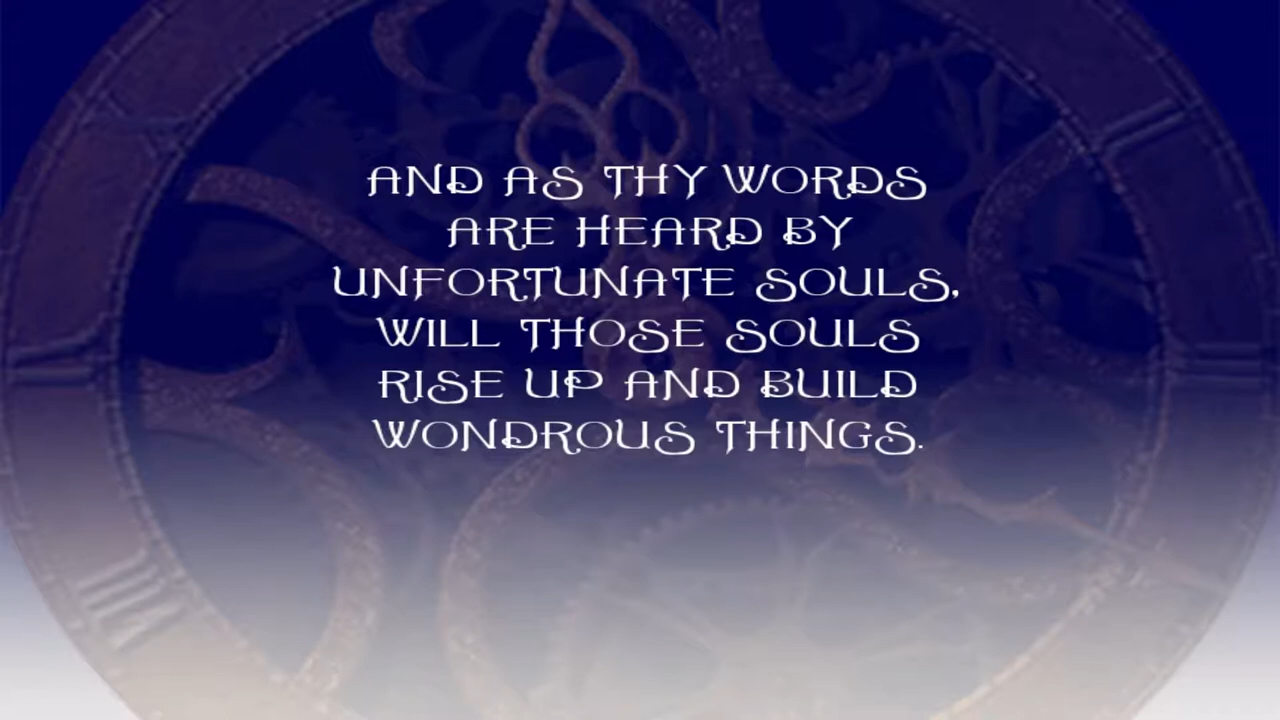 AND AS THY WORDS
ARE HEARD BY
UNFORTUNATE SOULS,
WILL THOSE SOULS
RISE UP AND BUILD
WONDROUS THINGS.